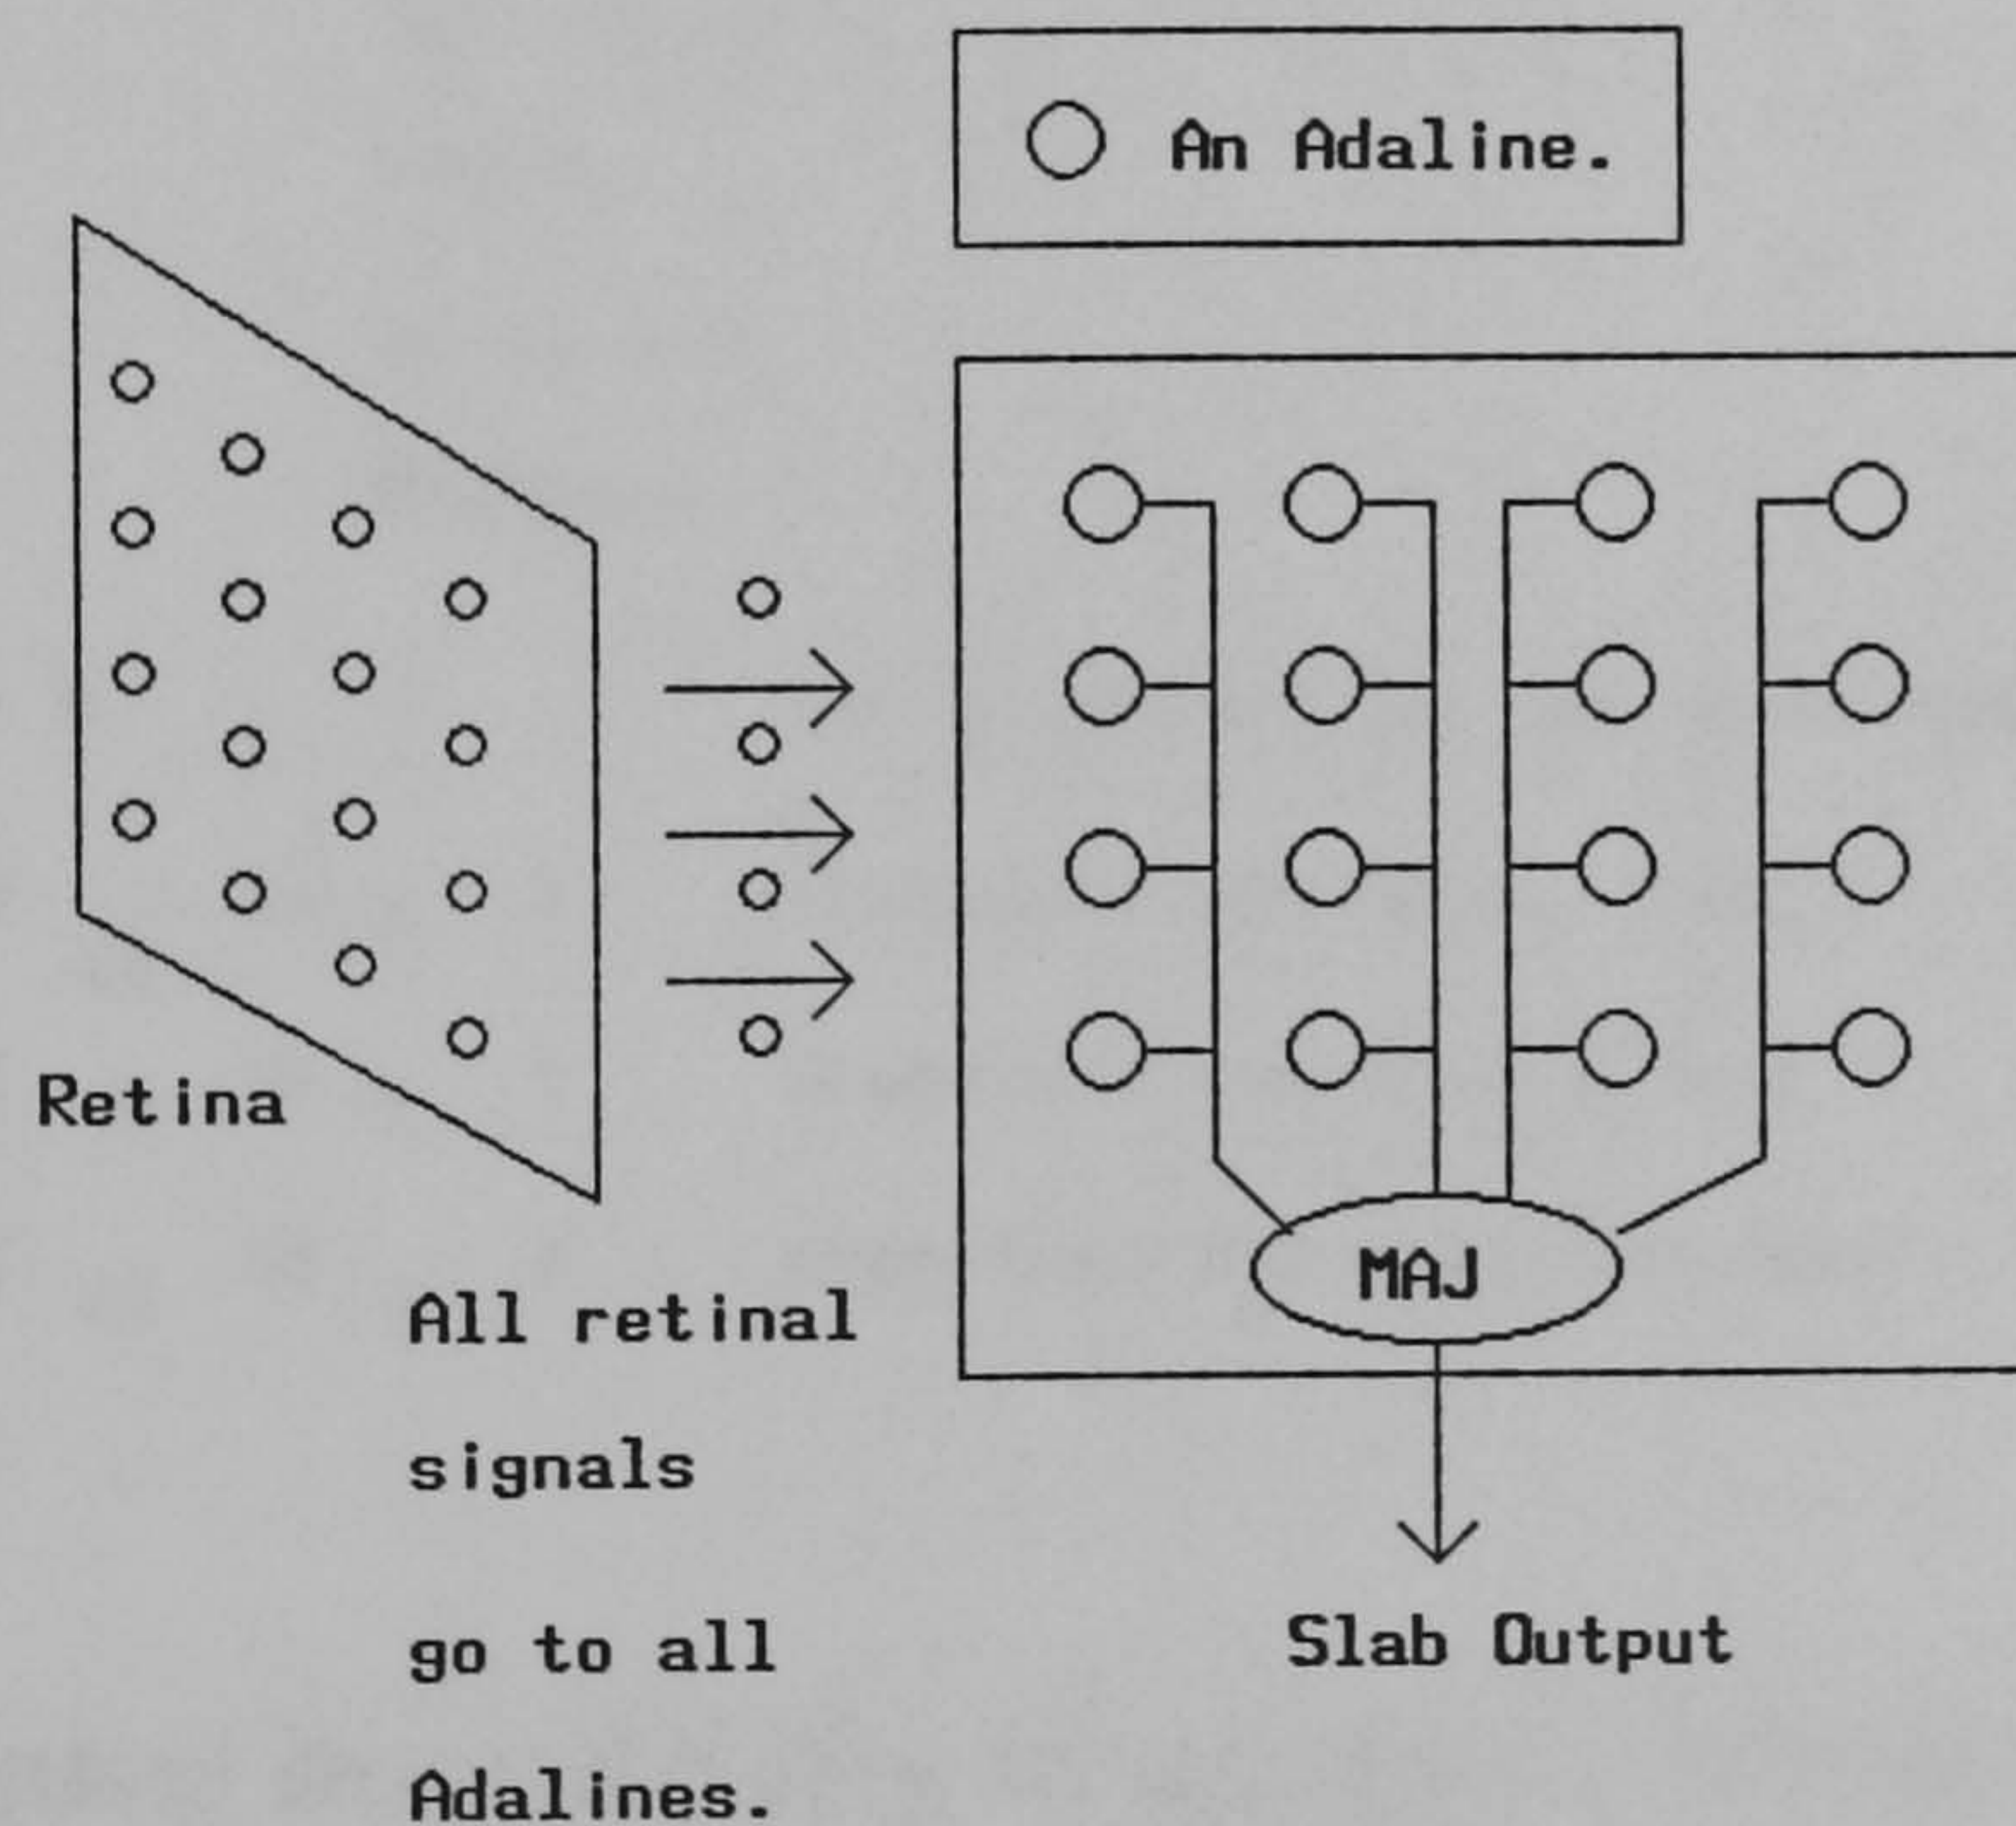 An Adaline.
Retina
MAJ
All retinal
signals
go to all
Adalines.
Slab Output